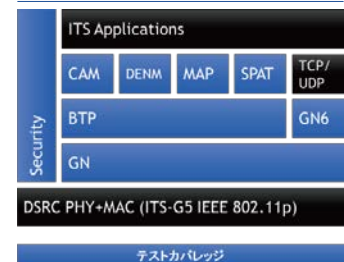 ITS Applications
CAM DENM MAP SPAT TCP/
UDP
BTP GN6
Security
GN
DSRC PHY+MAC (ITS-G5 IEEE 802.11p)
テストカバレッジ